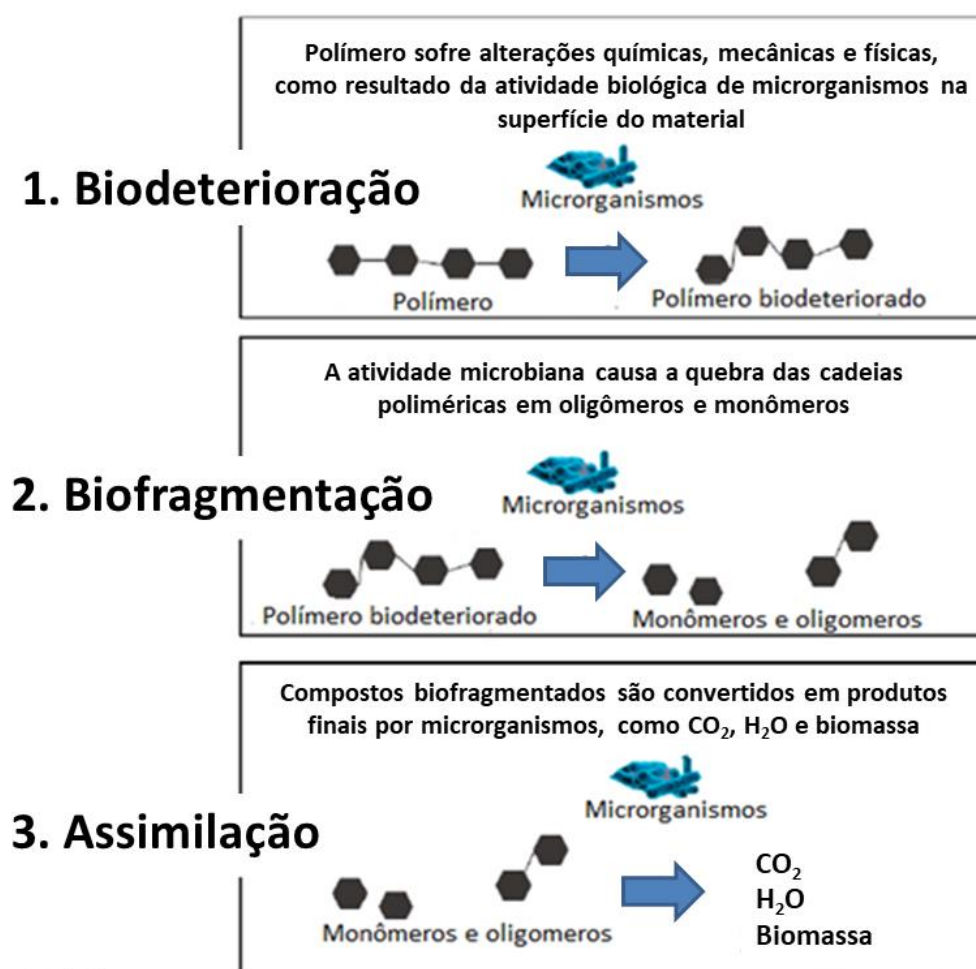 Polímero sofre alterações químicas, mecânicas e físicas,
como resultado da atividade biológica de microrganismos na
superfície do material
1. Biodeterioração
Microrganismos
Polímero
Polímero biodeteriorado
A atividade microbiana causa a quebra das cadeias
poliméricas em oligômeros e monômeros
2. Biofragmentação
Microrganismos
Polímero biodeteriorado
Monômeros e oligomeros
Compostos biofragmentados são convertidos em produtos
finais por microrganismos, como CO₂, H₂O e biomassa
Microrganismos
3. Assimilação
Monômeros e oligomeros
CO₂
H₂O
Biomassa